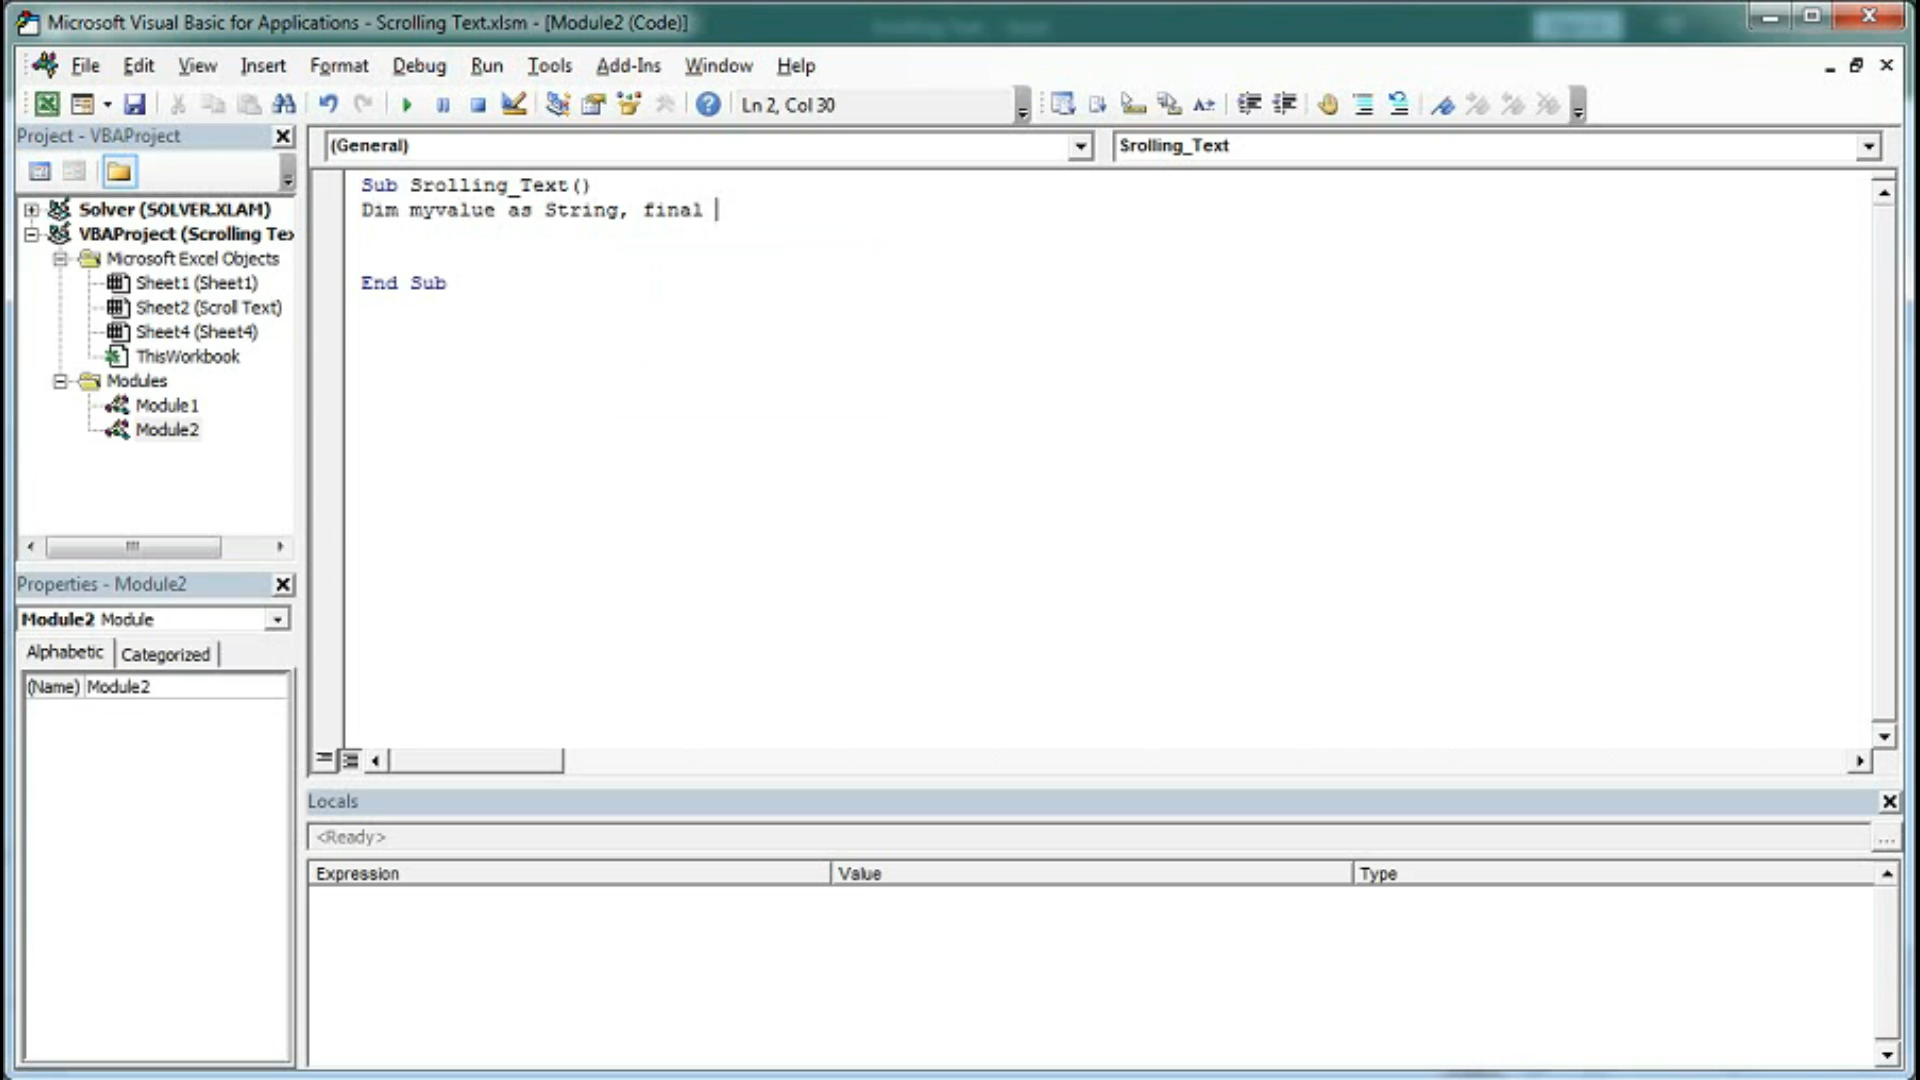 Microsoft Visual Basic for Applications - Scrolling Text.xlsm - [Module2 (Code)]
File Edit View Insert Format Debug Run Tools Add-Ins Window Help
Ln 2, Col 30
Project - VBAProject
(General)
Srolling_Text
Solver (SOLVER.XLAM)
VBAProject (Scrolling Tex
Microsoft Excel Objects
Sheet1 (Sheet1)
Sheet2 (Scroll Text)
Sheet4 (Sheet4)
ThisWorkbook
Modules
Module1
Module2
Sub Srolling_Text()
Dim myvalue as String, final
End Sub
Properties - Module2
Module2 Module
Alphabetic Categorized
(Name) Module2
Locals
<Ready>
...
Expression Value Type